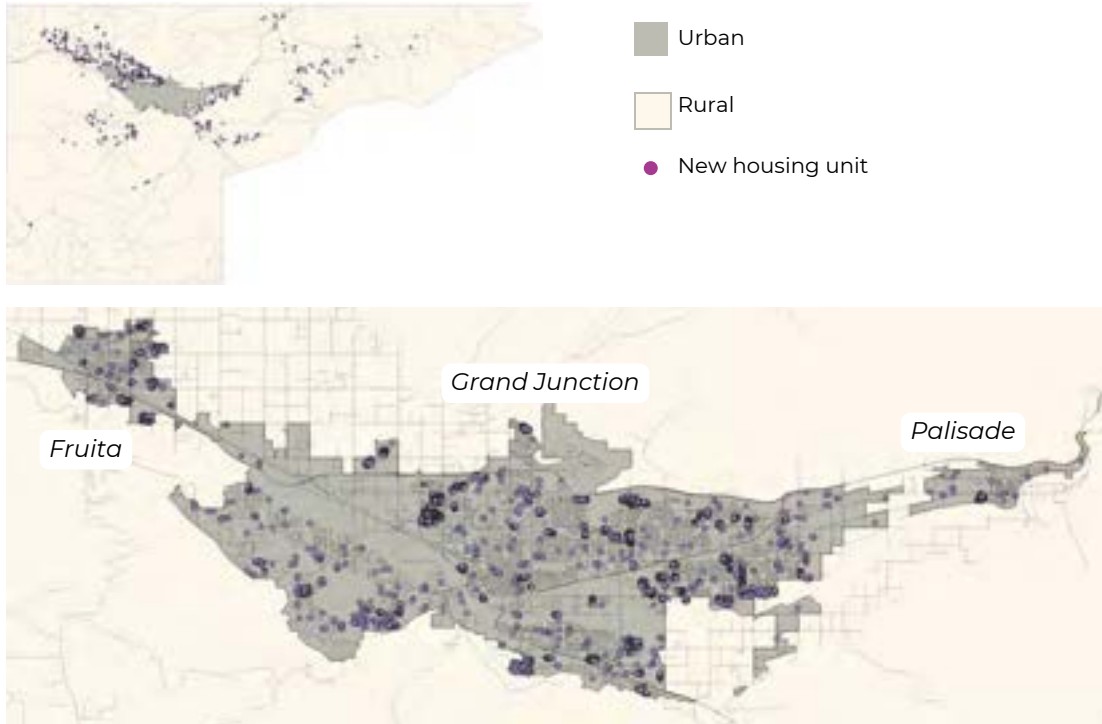 Urban
Rural
New housing unit
Grand Junction
Palisade
Fruita